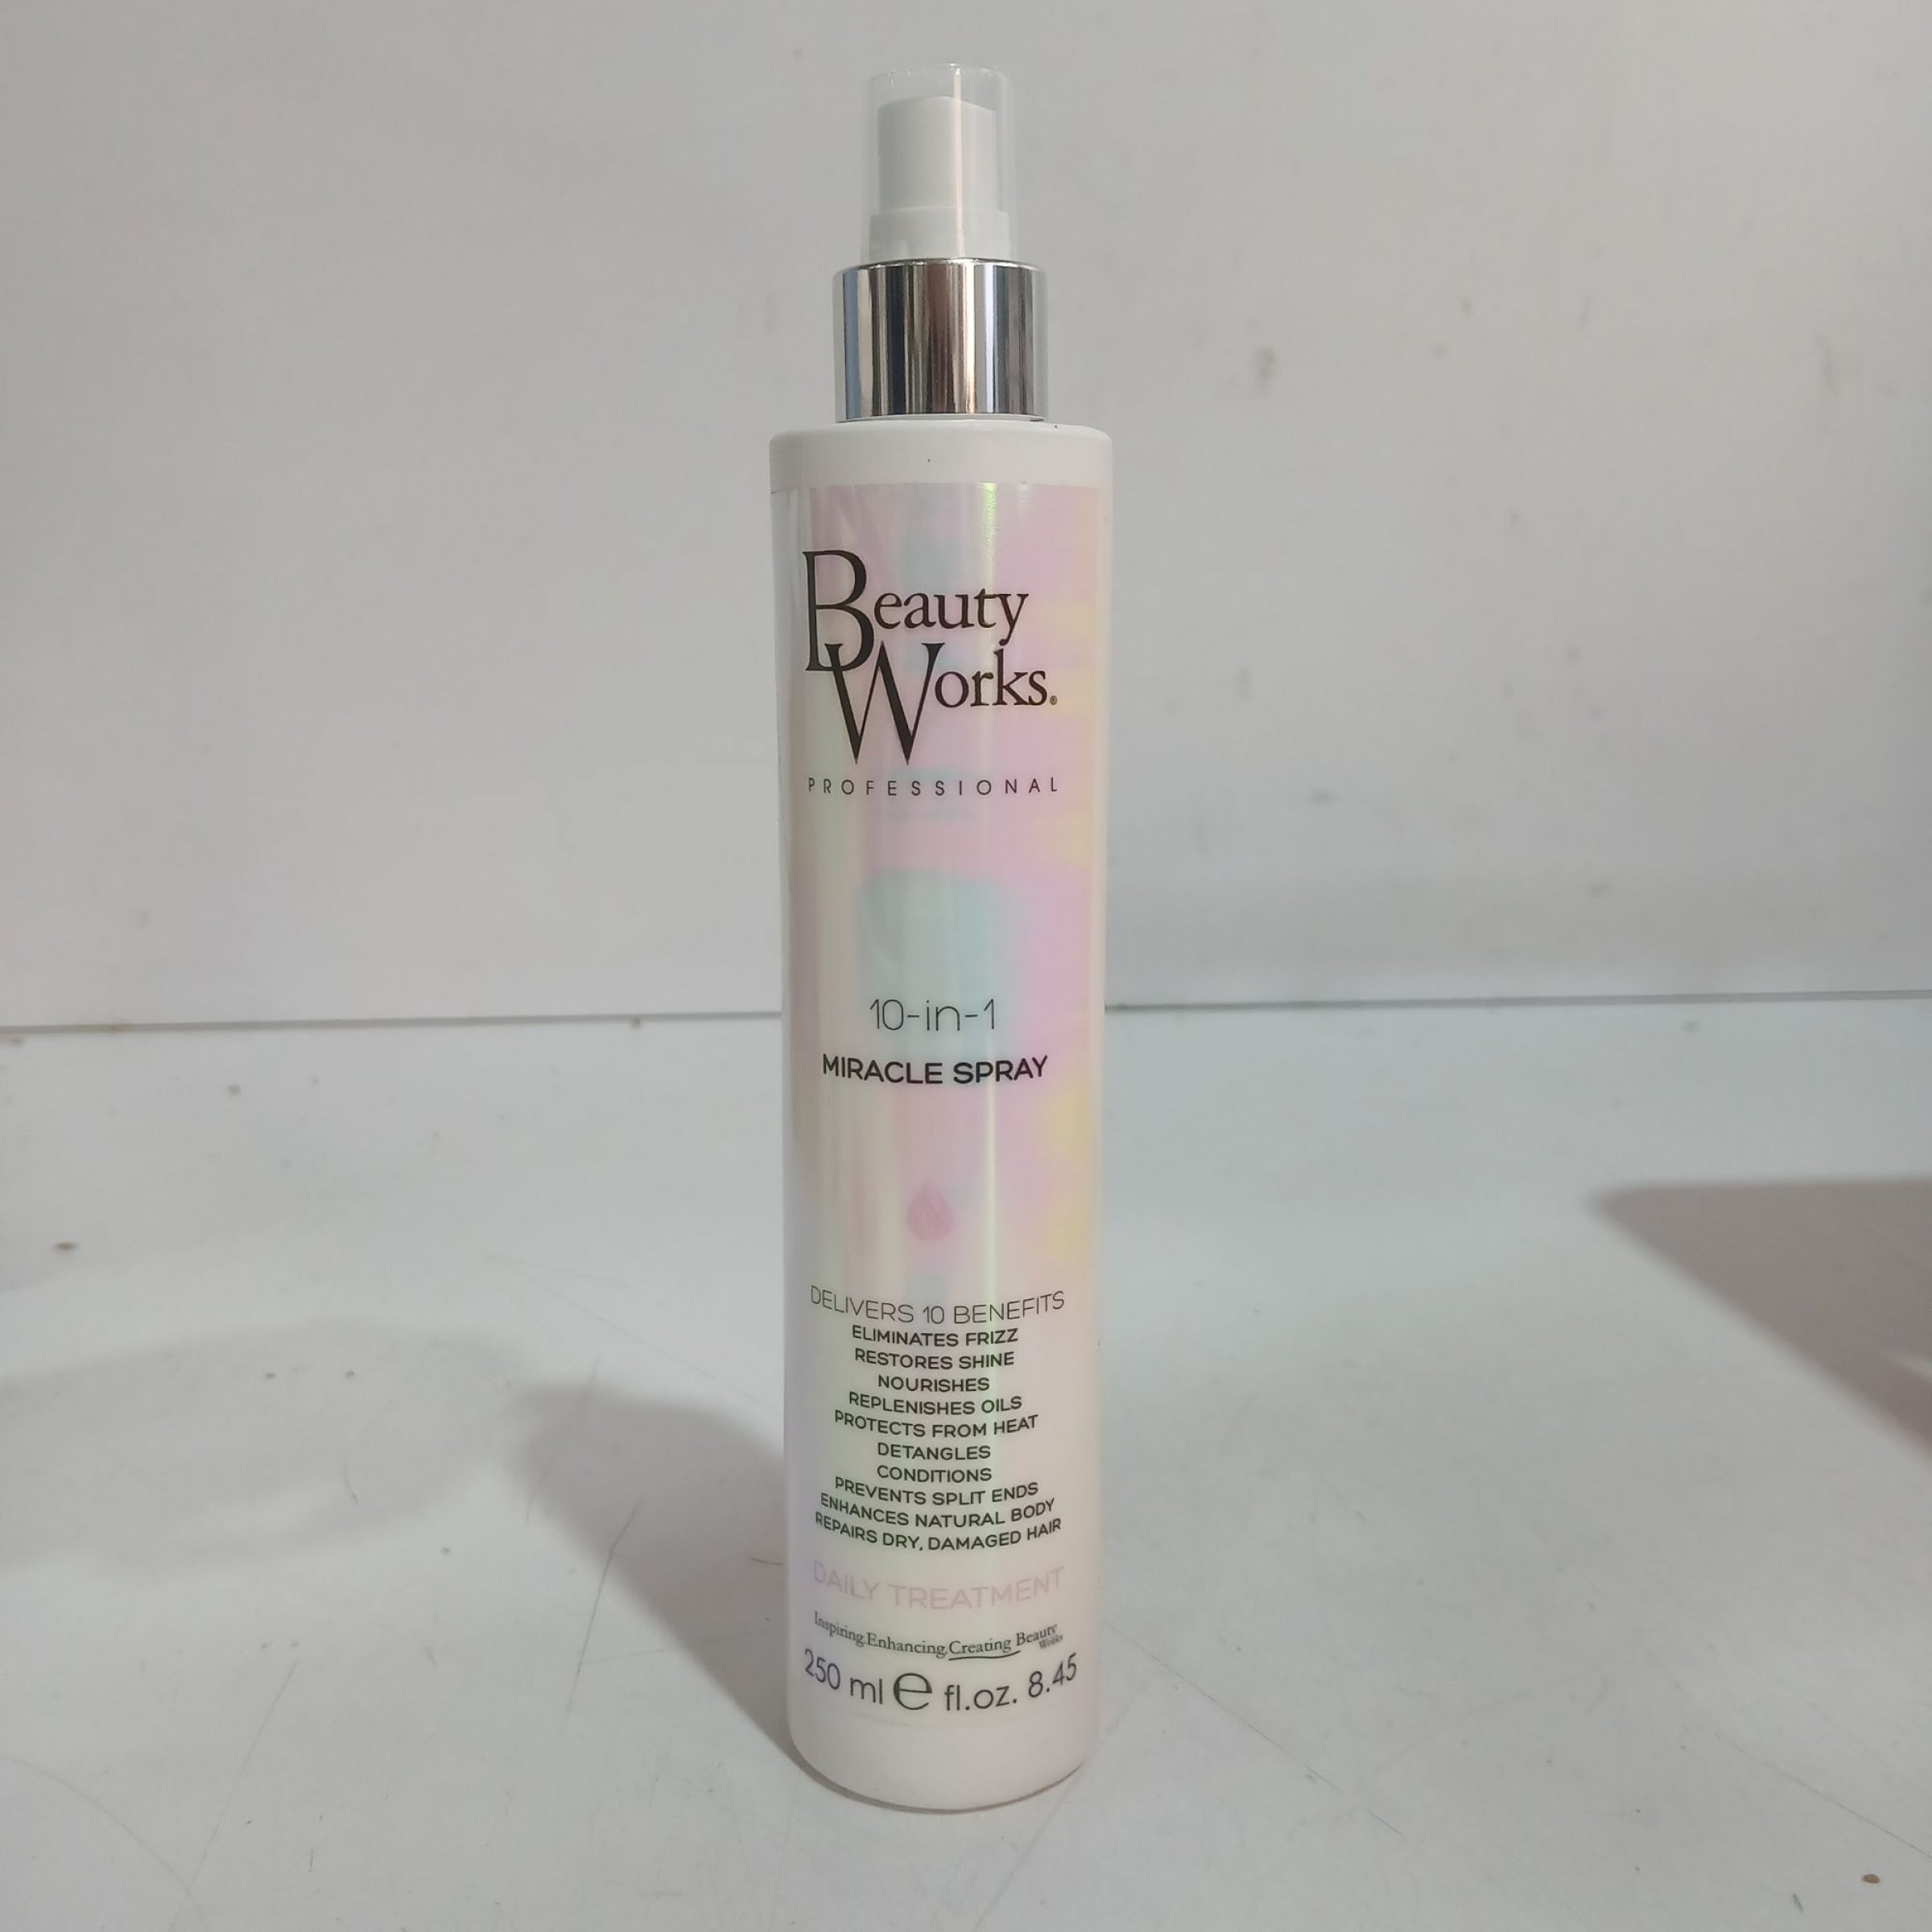 Beauty
Works®
PROFESSIONAL
10-in-1
MIRACLE SPRAY
DELIVERS 10 BENEFITS
ELIMINATES FRIZZ
RESTORES SHINE
NOURISHES
REPLENISHES OILS
PROTECTS FROM HEAT
DETANGLES
CONDITIONS
PREVENTS SPLIT ENDS
ENHANCES NATURAL BODY
REPAIRS DRY, DAMAGED HAIR
DAILY TREATMENT
Inspiring.Enhancing.Creating Beauty Works
250 ml e fl.oz. 8.45